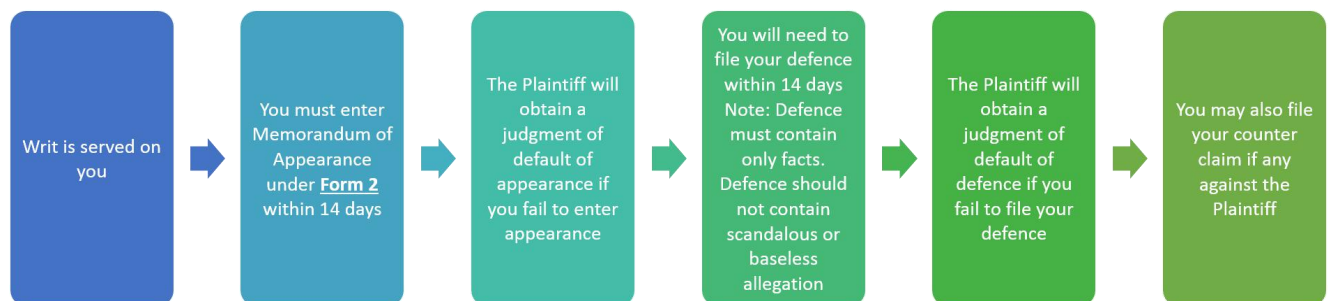 Writ is served on
you
You must enter
Memorandum of
Appearance
under Form 2
within 14 days
The Plaintiff will
obtain a
judgment of
default of
appearance if
you fail to enter
appearance
You will need to
file your defence
within 14 days
Note: Defence
must contain
only facts.
Defence should
not contain
scandalous or
baseless
allegation
The Plaintiff will
obtain a
judgment of
default of
defence if you
fail to file your
defence
You may also file
your counter
claim if any
against the
Plaintiff